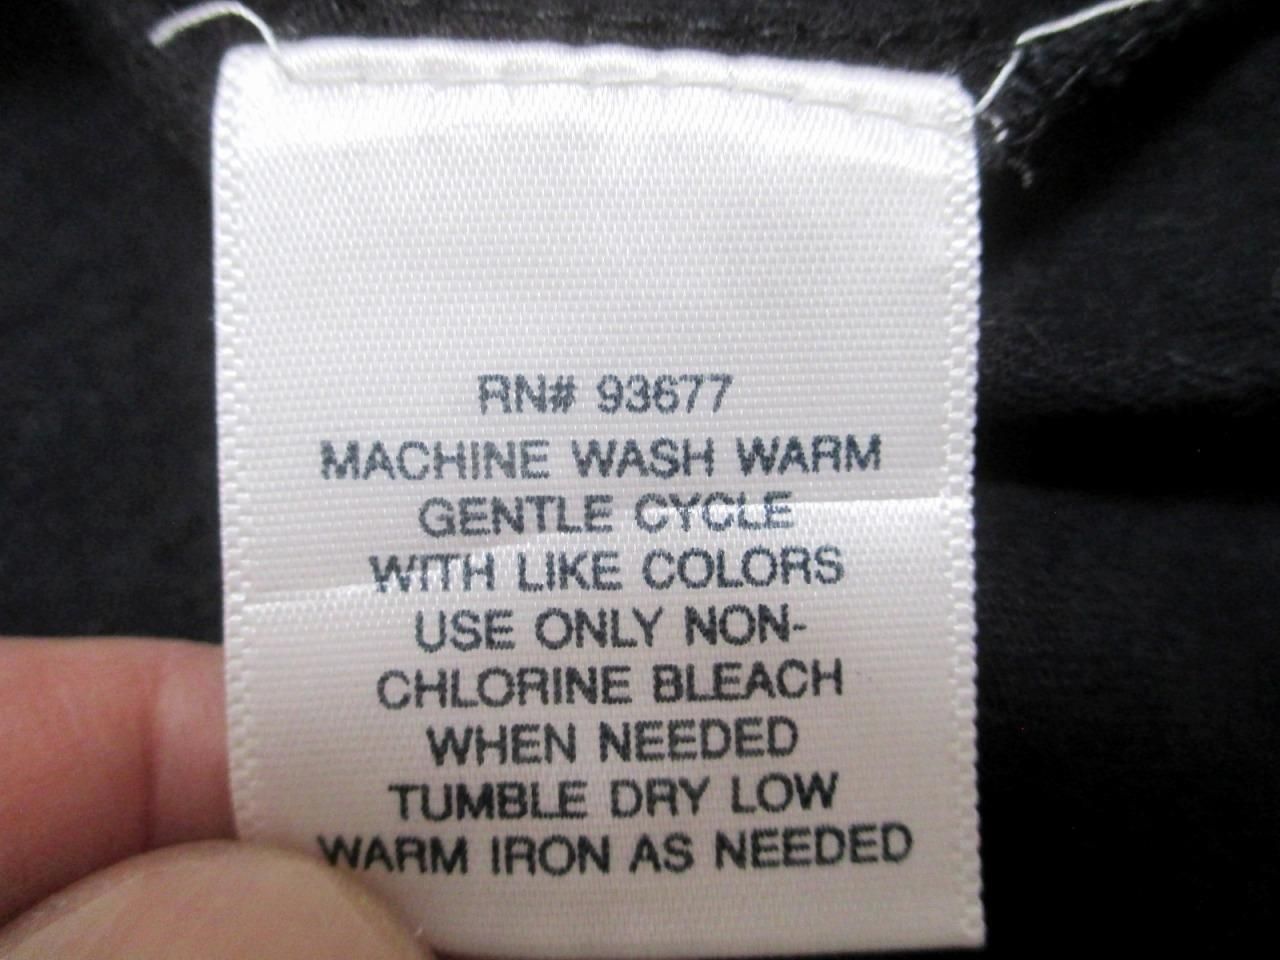 RN# 93677
MACHINE WASH WARM
GENTLE CYCLE
WITH LIKE COLORS
USE ONLY NON-
CHLORINE BLEACH
WHEN NEEDED
TUMBLE DRY LOW
WARM IRON AS NEEDED